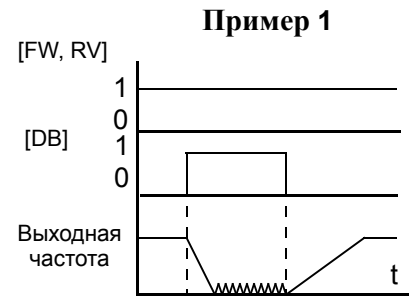 Пример 1
[FW, RV]
1
0
[DB]
1
0
Выходная
частота
t